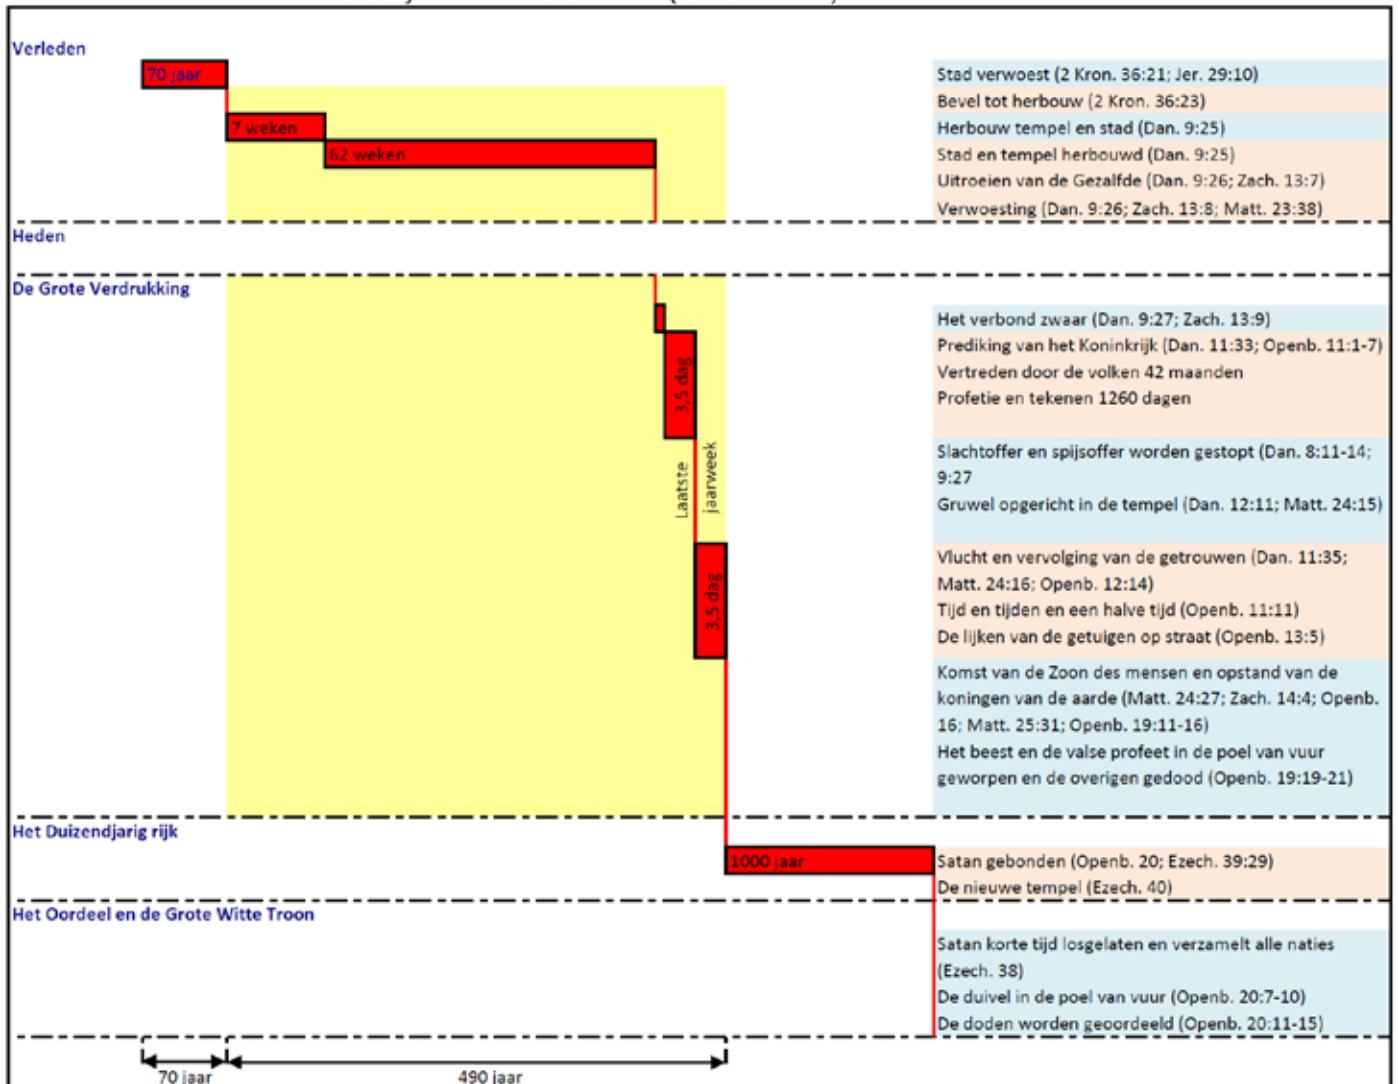 Verleden
70 jaar
Stad verwoest (2 Kron. 36:21; Jer. 29:10)
Bevel tot herbouw (2 Kron. 36:23)
7 weken
Herbouw tempel en stad (Dan. 9:25)
62 weken
Stad en tempel herbouwd (Dan. 9:25)
Uitroeien van de Gezalfde (Dan. 9:26; Zach. 13:7)
Verwoesting (Dan. 9:26; Zach. 13:8; Matt. 23:38)
Heden
De Grote Verdrukking
Het verbond zwaar (Dan. 9:27; Zach. 13:9)
Prediking van het Koninkrijk (Dan. 11:33; Openb. 11:1-7)
Vertreden door de volken 42 maanden
Profetie en tekenen 1260 dagen
3,5 dag
Laatste
jaarweek
Slachtoffer en spijsoffer worden gestopt (Dan. 8:11-14;
9:27
Gruwel opgericht in de tempel (Dan. 12:11; Matt. 24:15)
3,5 dag
Vlucht en vervolging van de getrouwen (Dan. 11:35;
Matt. 24:16; Openb. 12:14)
Tijd en tijden en een halve tijd (Openb. 11:11)
De lijken van de getuigen op straat (Openb. 13:5)
Komst van de Zoon des mensen en opstand van de
koningen van de aarde (Matt. 24:27; Zach. 14:4; Openb.
16; Matt. 25:31; Openb. 19:11-16)
Het beest en de valse profeet in de poel van vuur
geworpen en de overigen gedood (Openb. 19:19-21)
Het Duizendjarig rijk
1000 jaar
Satan gebonden (Openb. 20; Ezech. 39:29)
De nieuwe tempel (Ezech. 40)
Het Oordeel en de Grote Witte Troon
Satan korte tijd losgelaten en verzamelt alle naties
(Ezech. 38)
De duivel in de poel van vuur (Openb. 20:7-10)
De doden worden geoordeeld (Openb. 20:11-15)
70 jaar
490 jaar